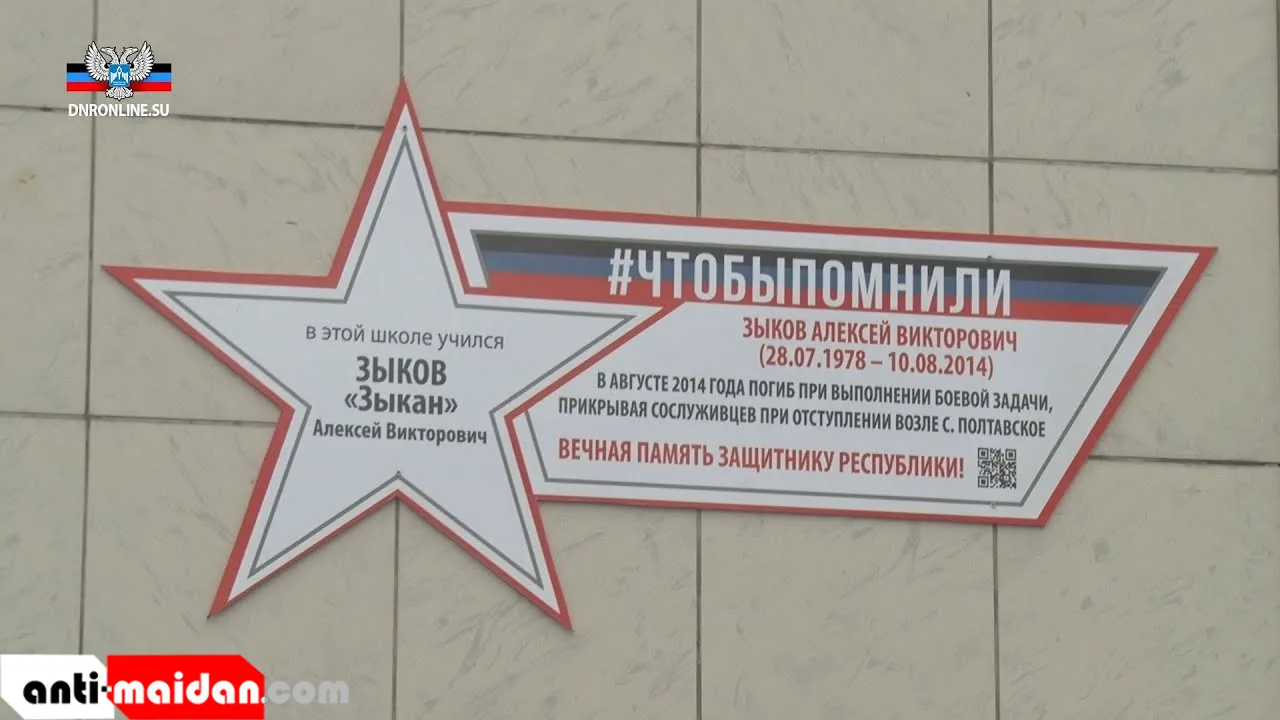 DNRONLINE.SU
в этой школе учился
ЗЫКОВ
«Зыкан»
Алексей Викторович
#ЧТОБЫПОМНИЛИ
ЗЫКОВ АЛЕКСЕЙ ВИКТОРОВИЧ
(28.07.1978 – 10.08.2014)
В АВГУСТЕ 2014 ГОДА ПОГИБ ПРИ ВЫПОЛНЕНИИ БОЕВОЙ ЗАДАЧИ,
ПРИКРЫВАЯ СОСЛУЖИВЦЕВ ПРИ ОТСТУПЛЕНИИ ВОЗЛЕ С. ПОЛТАВСКОЕ
ВЕЧНАЯ ПАМЯТЬ ЗАЩИТНИКУ РЕСПУБЛИКИ!
anti-maidan.com